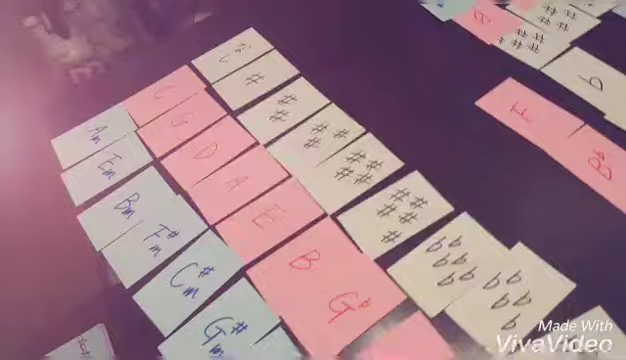 Am C
Em G #
Bm D # #
F#m A # # #
C#m E # # # #
G#m B # # # # #
b b b b b b
b b b b b
F b
Made With
VivaVideo